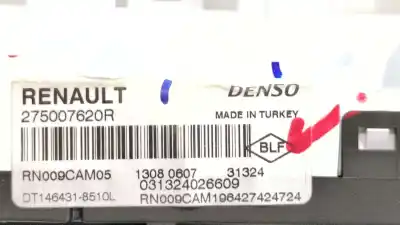 RENAULT DENSO
275007620R MADE IN TURKEY
BLF
RN009CAM05 1308 0607 31324
031324026609
DT146431-8510L RN009CAM196427424724